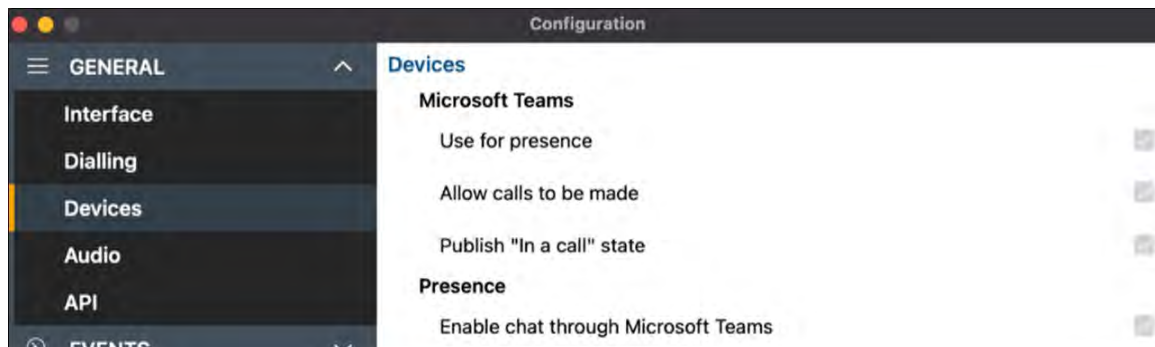 Configuration
GENERAL
Interface
Dialling
Devices
Audio
API
EVENTS
Devices
Microsoft Teams
Use for presence
Allow calls to be made
Publish "In a call" state
Presence
Enable chat through Microsoft Teams